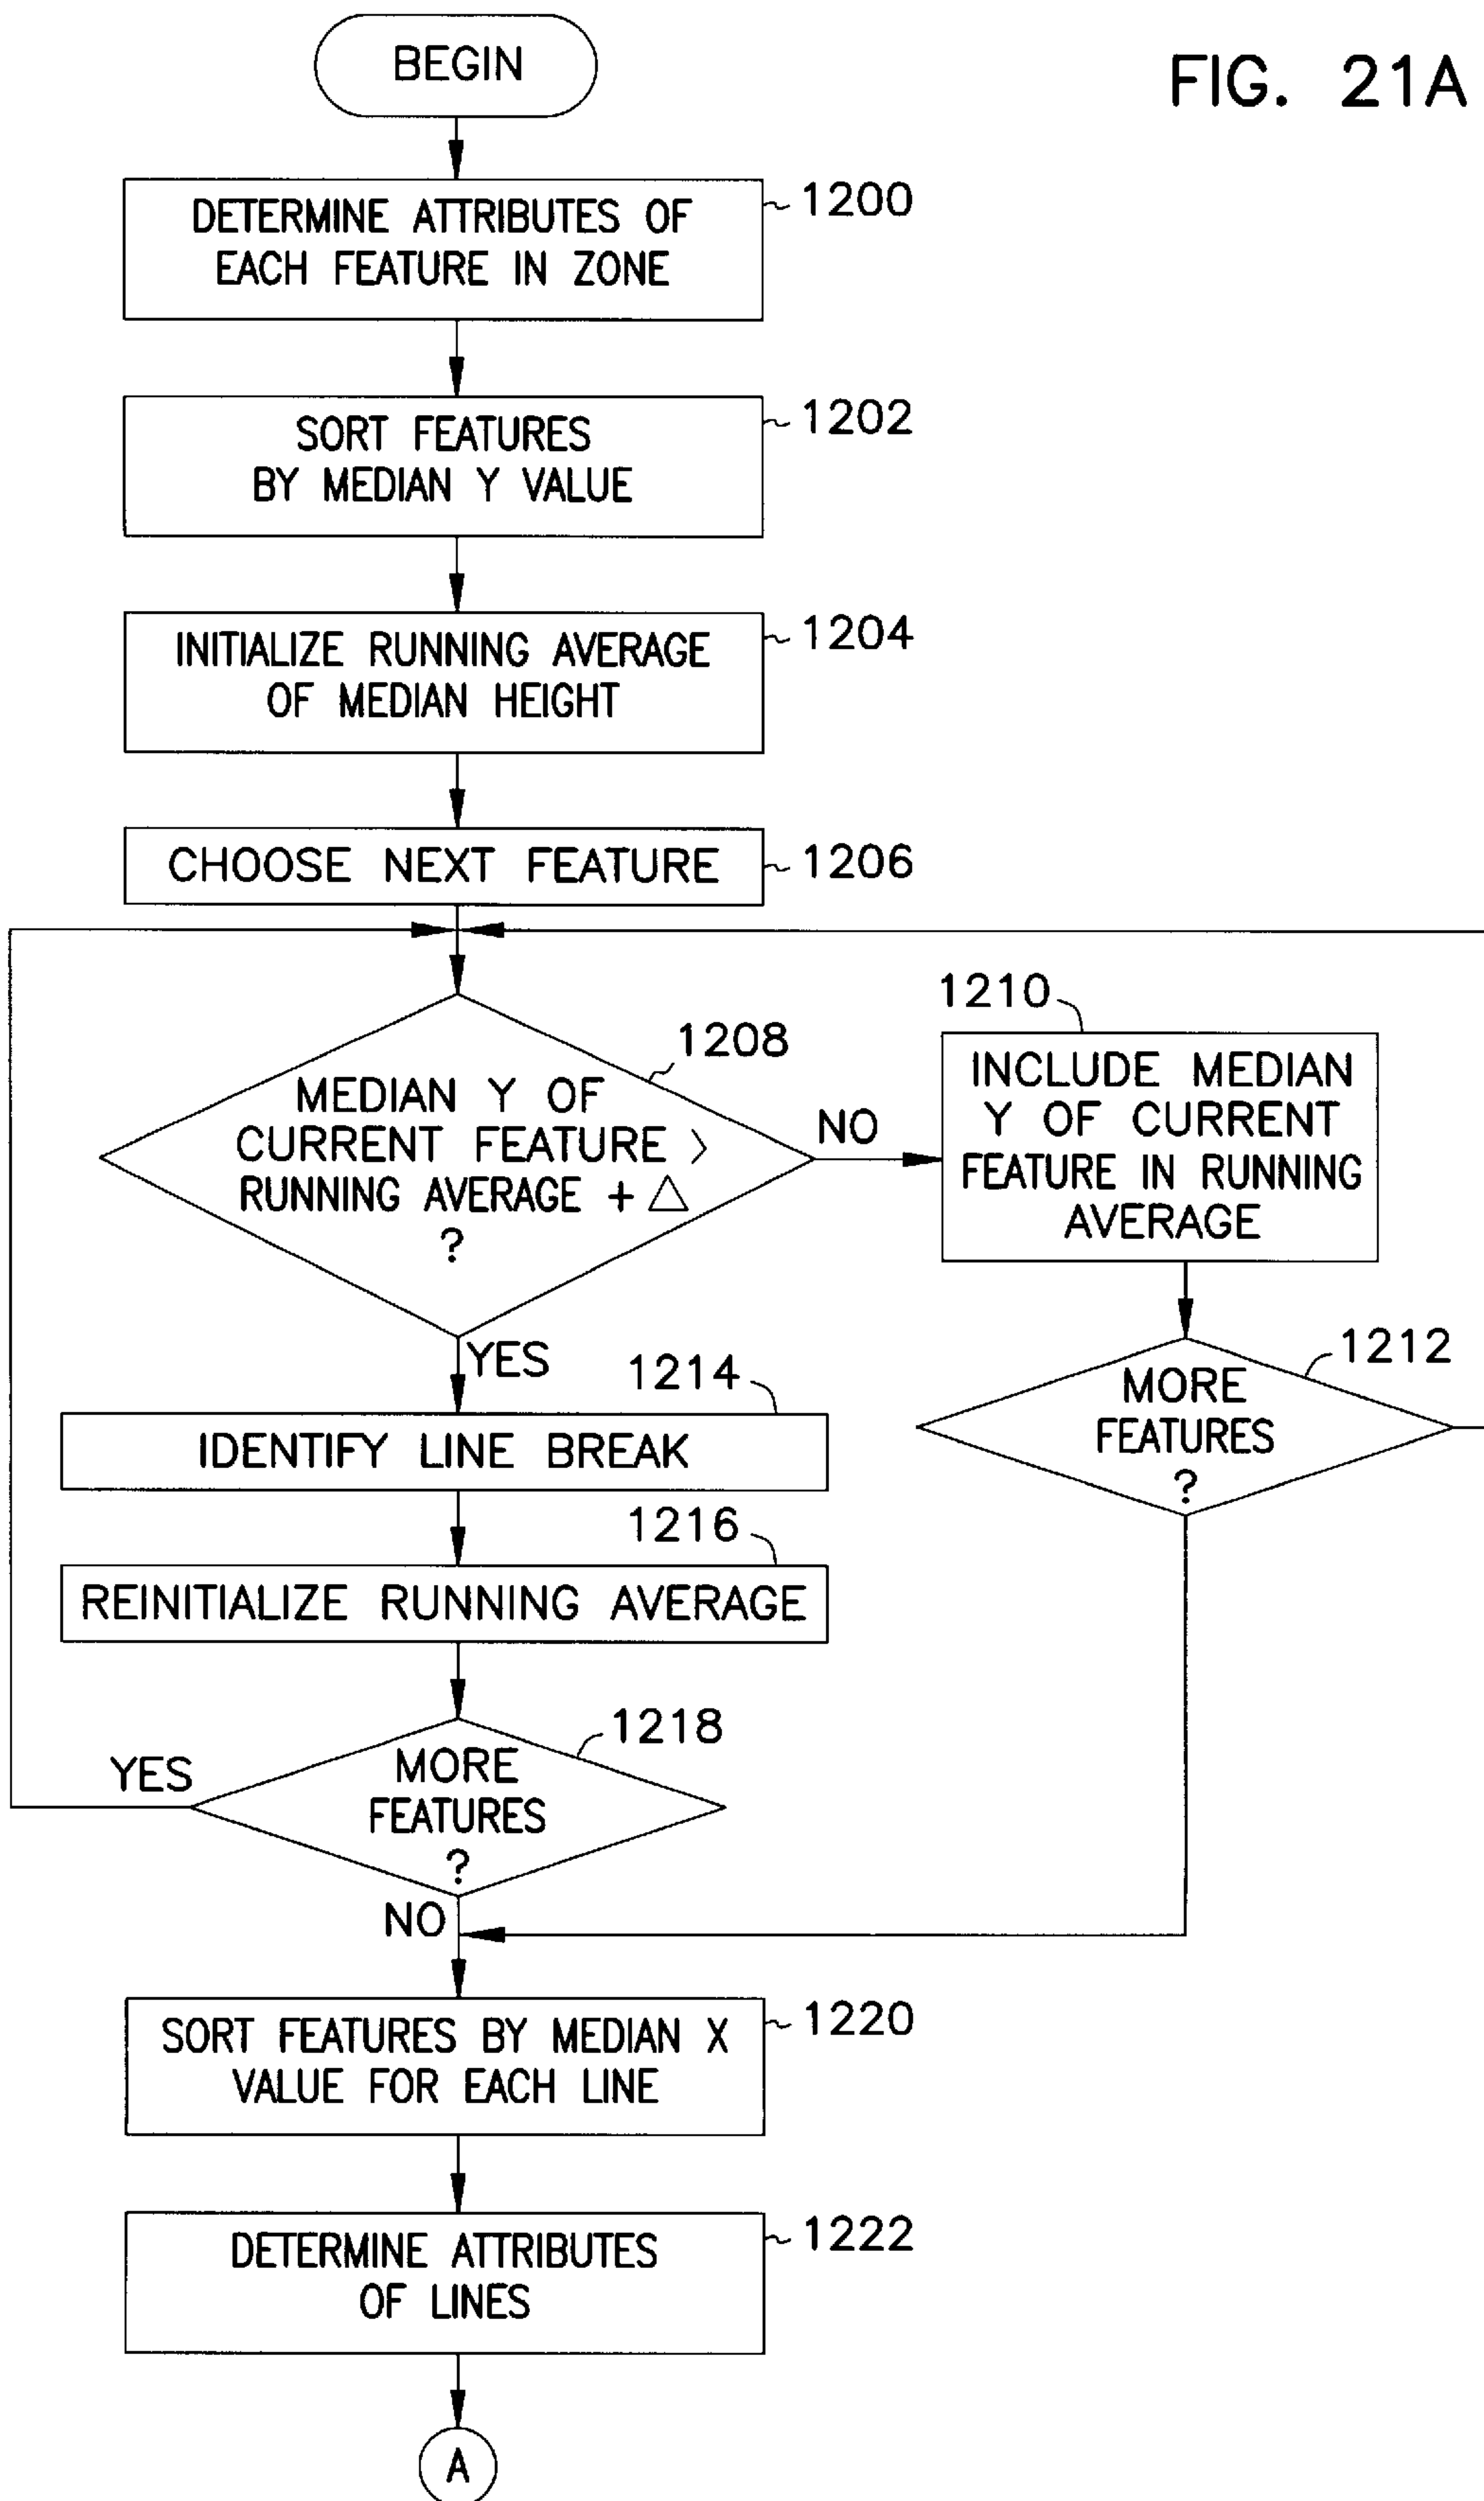 FIG. 21A
BEGIN
DETERMINE ATTRIBUTES OF
EACH FEATURE IN ZONE
1200
SORT FEATURES
BY MEDIAN Y VALUE
1202
INITIALIZE RUNNING AVERAGE
OF MEDIAN HEIGHT
1204
CHOOSE NEXT FEATURE
1206
1208
MEDIAN Y OF
CURRENT FEATURE >
RUNNING AVERAGE + △
?
NO
1210
INCLUDE MEDIAN
Y OF CURRENT
FEATURE IN RUNNING
AVERAGE
1212
MORE
FEATURES
?
YES
1214
IDENTIFY LINE BREAK
1216
REINITIALIZE RUNNING AVERAGE
1218
MORE
FEATURES
?
YES
NO
SORT FEATURES BY MEDIAN X
VALUE FOR EACH LINE
1220
DETERMINE ATTRIBUTES
OF LINES
1222
A